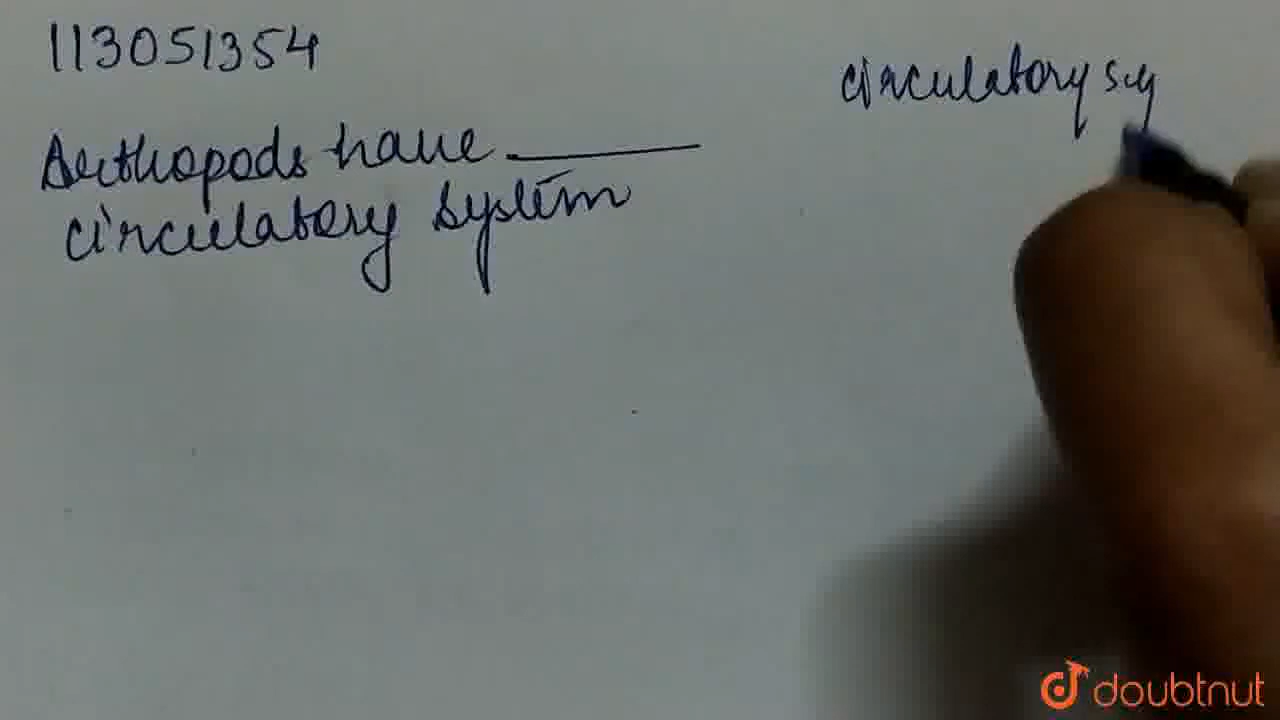 113051354
circulatory sy
Arthopods have ______
circulatory system
doubtnut